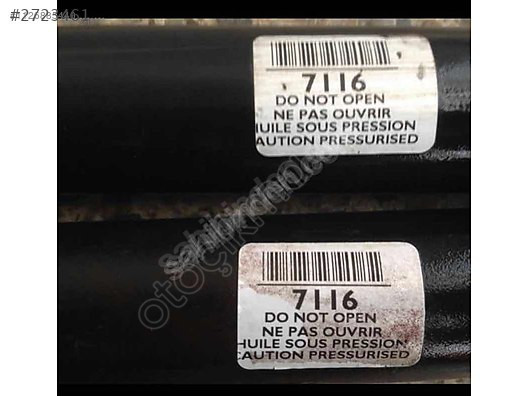 7116
DO NOT OPEN
NE PAS OUVRIR
HUILE SOUS PRESSION
CAUTION PRESSURISED
7116
DO NOT OPEN
NE PAS OUVRIR
HUILE SOUS PRESSION
CAUTION PRESSURISED